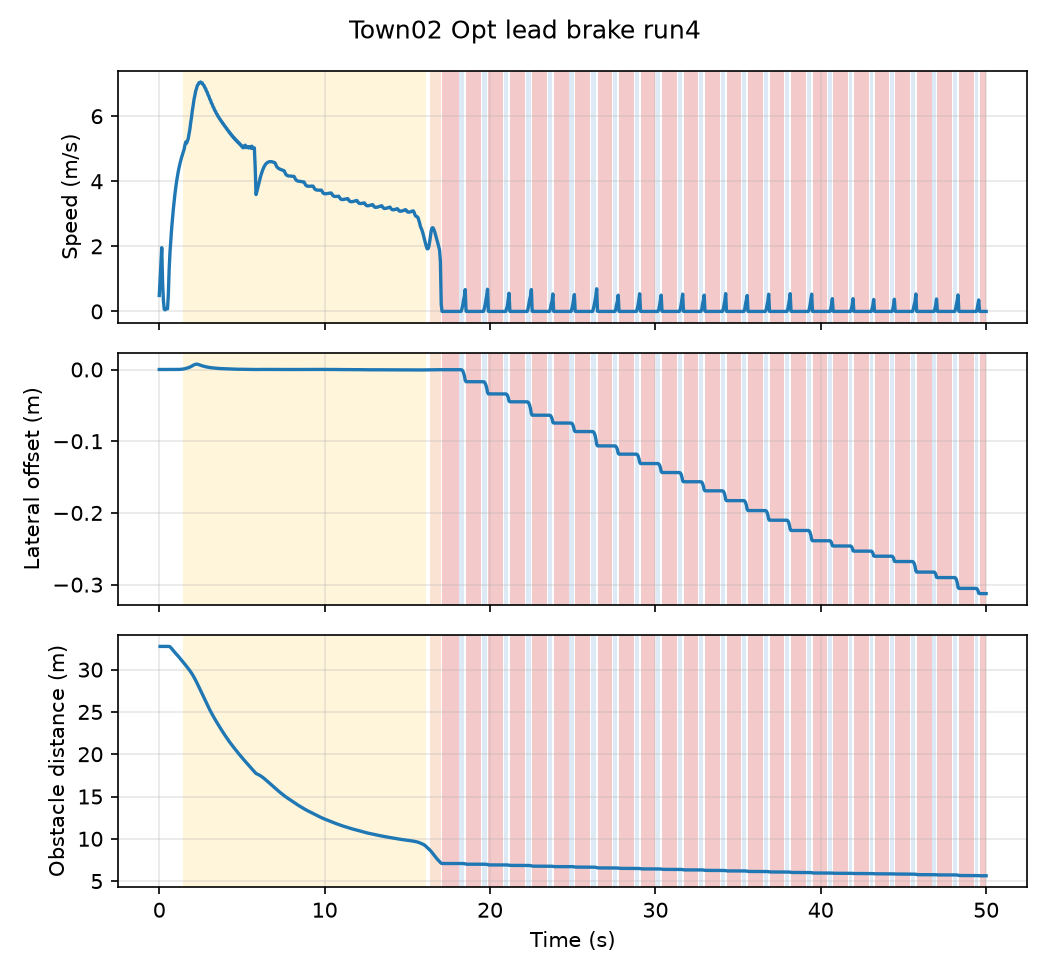 Town02 Opt lead brake run4
6
4
2
0
Speed (m/s)
0.0
−0.1
−0.2
−0.3
Lateral offset (m)
30
25
20
15
10
5
Obstacle distance (m)
0 10 20 30 40 50
Time (s)